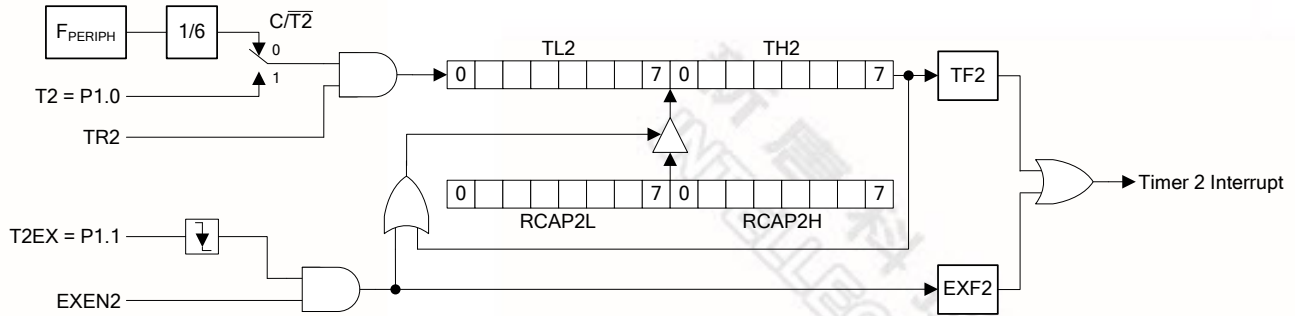 FPERIPH
1/6
C/T2
0
1
T2 = P1.0
TR2
TL2
TH2
0 7 0 7
TF2
0 7 0 7
RCAP2L
RCAP2H
Timer 2 Interrupt
T2EX = P1.1
EXEN2
EXF2